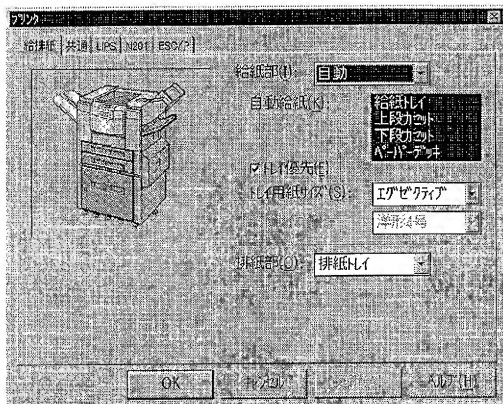 プリンタ
給排紙 共通 LIPS N201 ESC/P
給紙部(I): 自動
自動給紙(K): 給紙トレイ
上段カセット
下段カセット
ペーパーデッキ
トレイ優先(E)
トレイ用紙サイズ(S): エグゼクティブ
洋形4号
排紙部(O): 排紙トレイ
OK キャンセル ヘルプ(H)